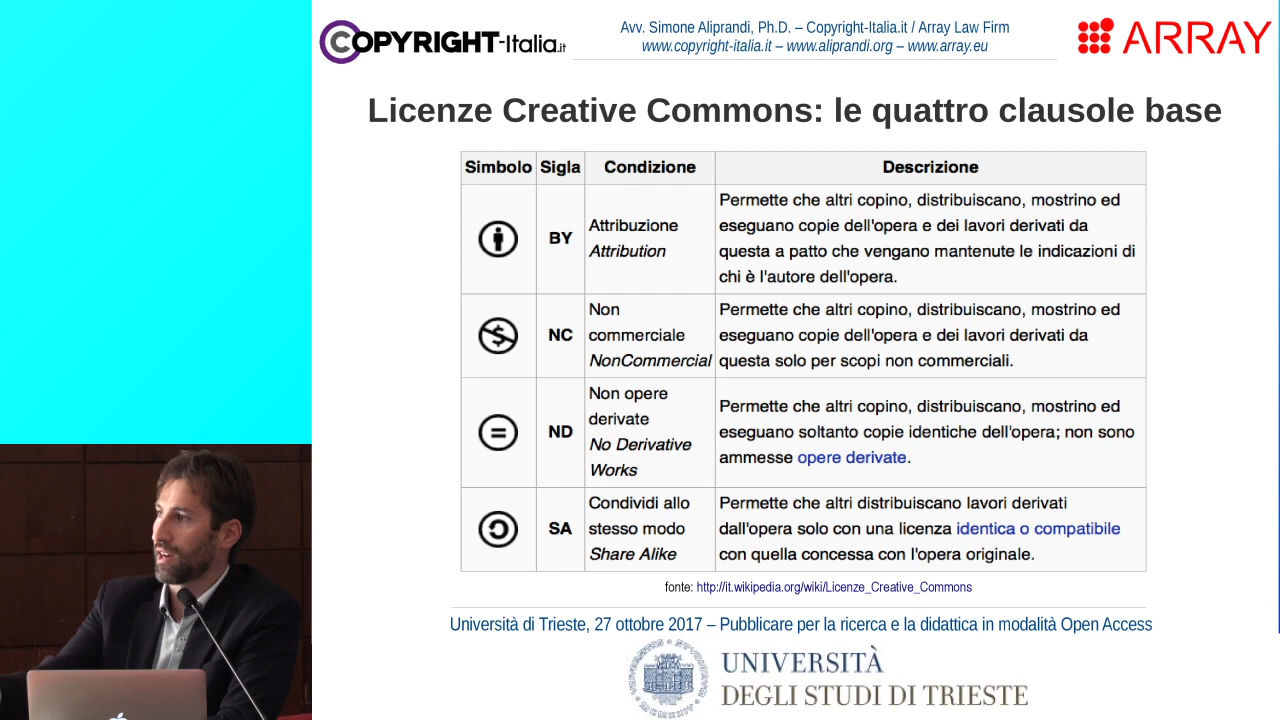 COPYRIGHT-Italia.it
Avv. Simone Aliprandi, Ph.D. – Copyright-Italia.it / Array Law Firm
www.copyright-italia.it – www.aliprandi.org – www.array.eu
ARRAY
Licenze Creative Commons: le quattro clausole base
Simbolo Sigla Condizione Descrizione
BY
Attribuzione
Attribution
Permette che altri copino, distribuiscano, mostrino ed
eseguano copie dell'opera e dei lavori derivati da
questa a patto che vengano mantenute le indicazioni di
chi è l'autore dell'opera.
NC
Non
commerciale
NonCommercial
Permette che altri copino, distribuiscano, mostrino ed
eseguano copie dell'opera e dei lavori derivati da
questa solo per scopi non commerciali.
ND
Non opere
derivate
No Derivative
Works
Permette che altri copino, distribuiscano, mostrino ed
eseguano soltanto copie identiche dell'opera; non sono
ammesse opere derivate.
SA
Condividi allo
stesso modo
Share Alike
Permette che altri distribuiscano lavori derivati
dall'opera solo con una licenza identica o compatibile
con quella concessa con l'opera originale.
fonte: http://it.wikipedia.org/wiki/Licenze_Creative_Commons
Università di Trieste, 27 ottobre 2017 – Pubblicare per la ricerca e la didattica in modalità Open Access
UNIVERSITÀ
DEGLI STUDI DI TRIESTE